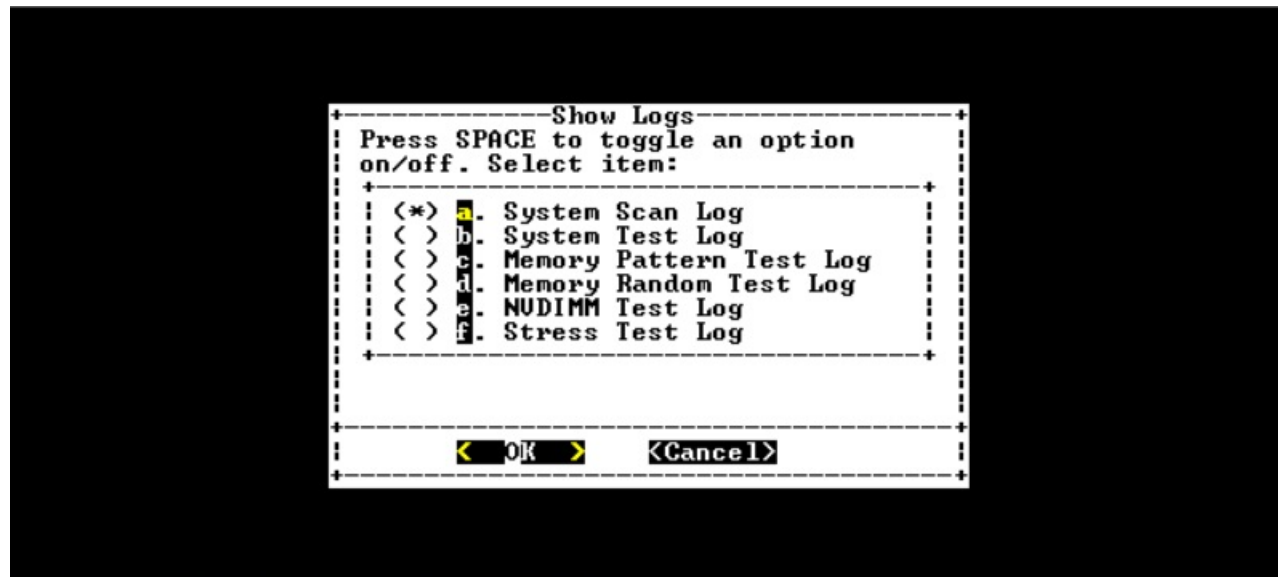 Show Logs
Press SPACE to toggle an option
on/off. Select item:
(*) a. System Scan Log
( ) b. System Test Log
( ) c. Memory Pattern Test Log
( ) d. Memory Random Test Log
( ) e. NVDIMM Test Log
( ) f. Stress Test Log
< OK > <Cancel>